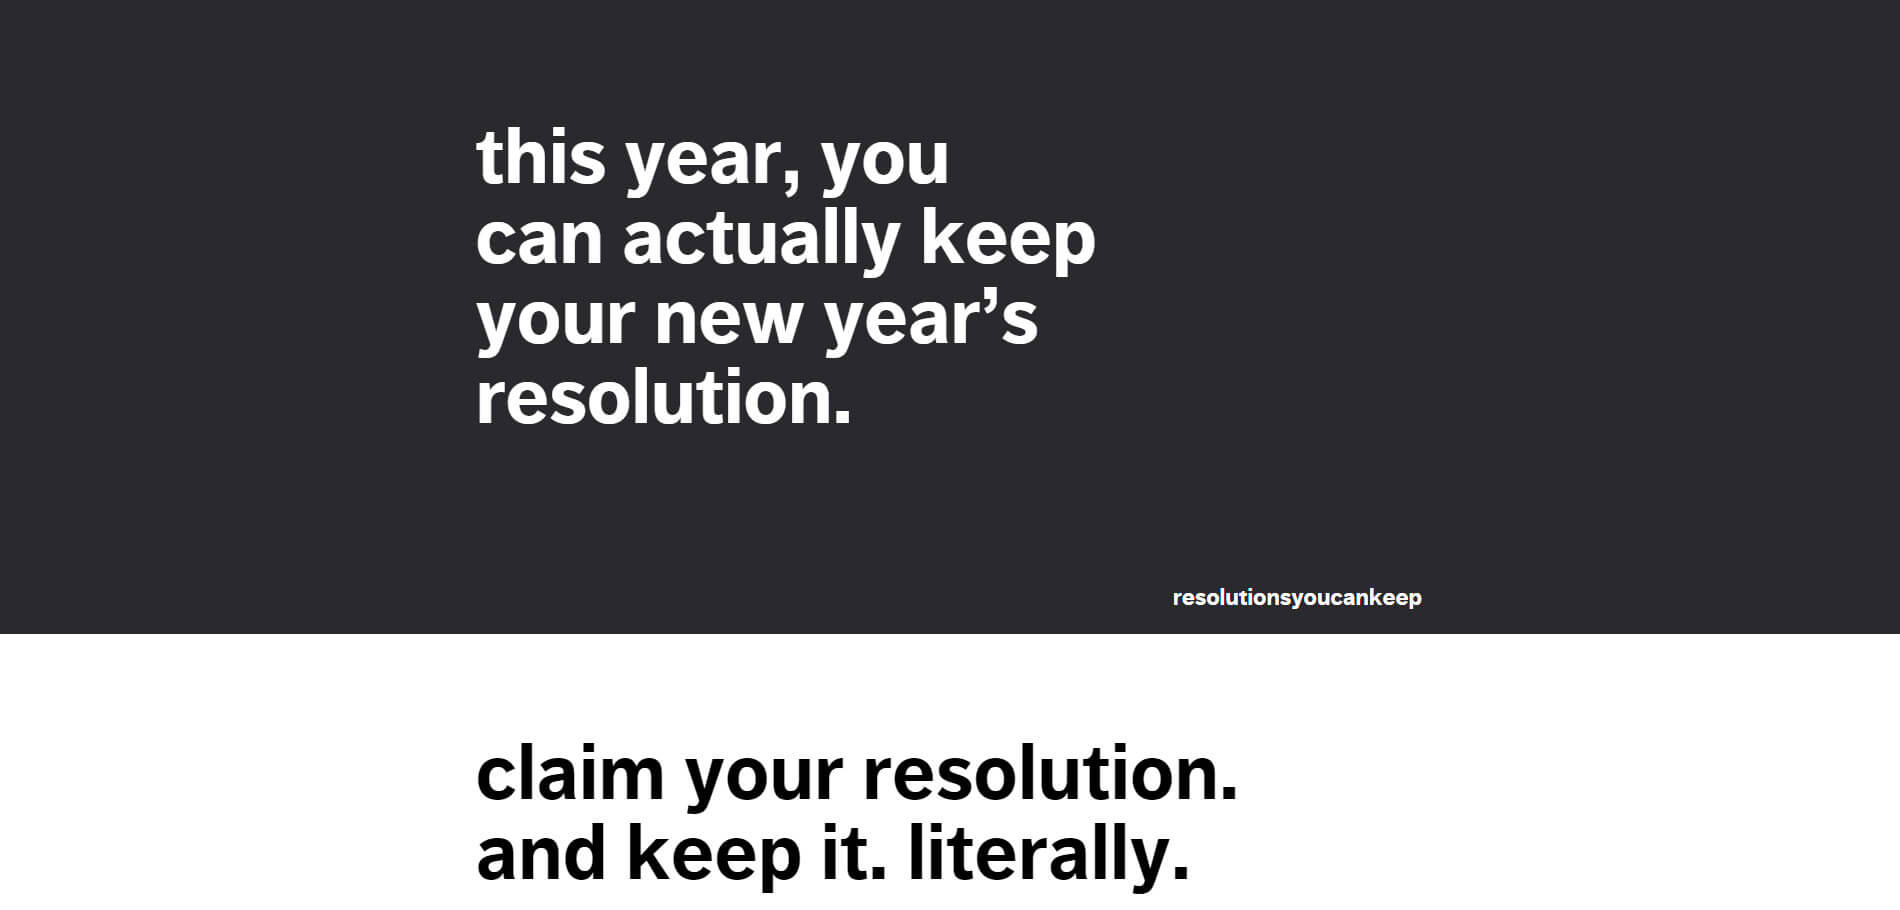 this year, you
can actually keep
your new year’s
resolution.
resolutionsyoucankeep
claim your resolution.
and keep it. literally.